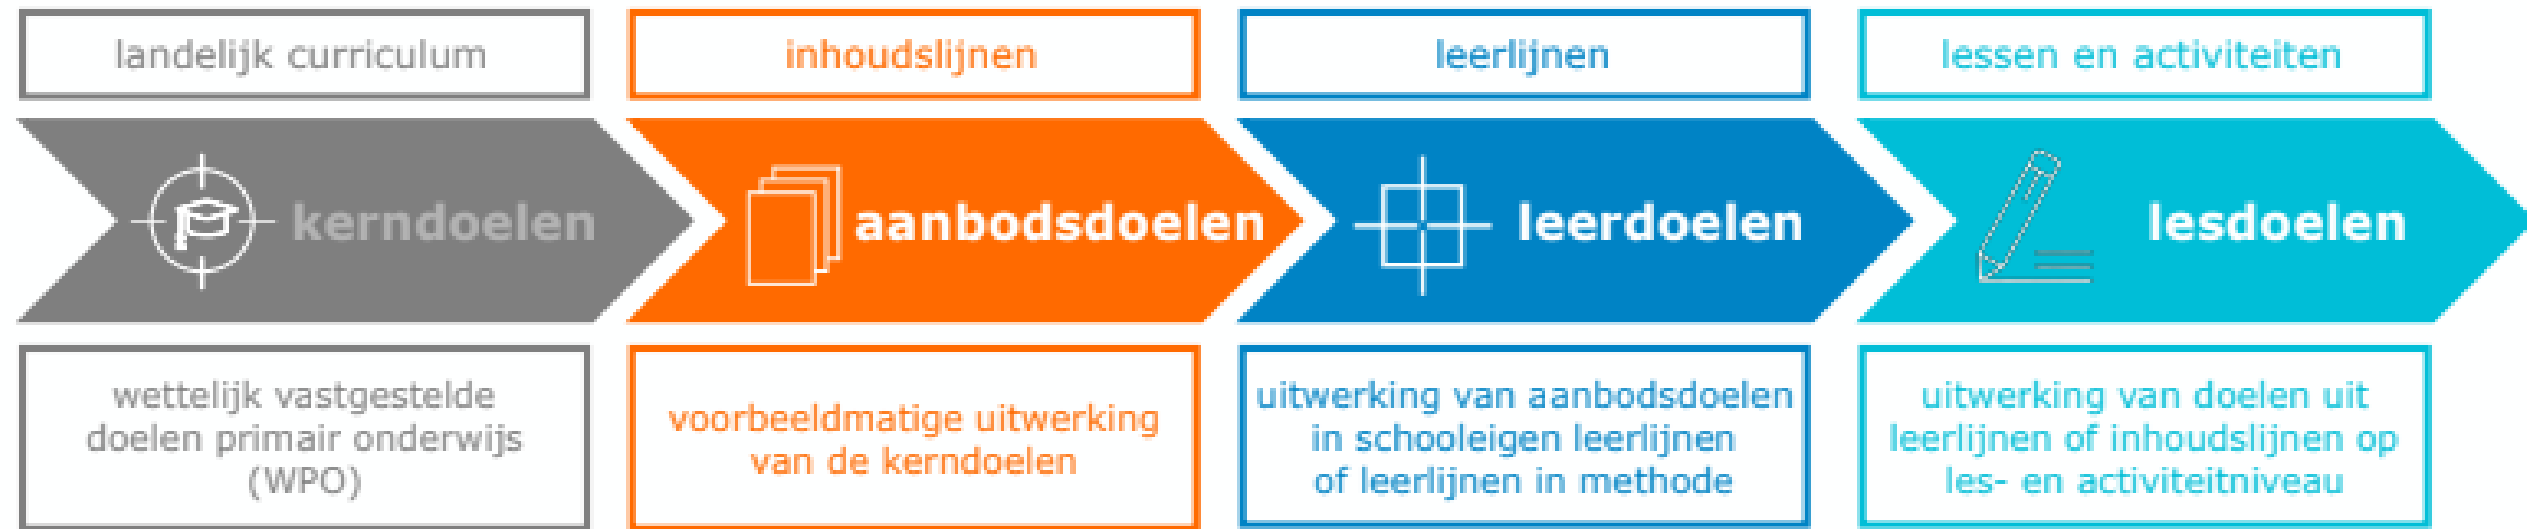 landelijk curriculum
inhoudslijnen
leerlijnen
lessen en activiteiten
kerndoelen
aanbodsdoelen
leerdoelen
lesdoelen
wettelijk vastgestelde
doelen primair onderwijs
(WPO)
voorbeeldmatige uitwerking
van de kerndoelen
uitwerking van aanbodsdoelen
in schooleigen leerlijnen
of leerlijnen in methode
uitwerking van doelen uit
leerlijnen of inhoudslijnen op
les- en activiteitniveau